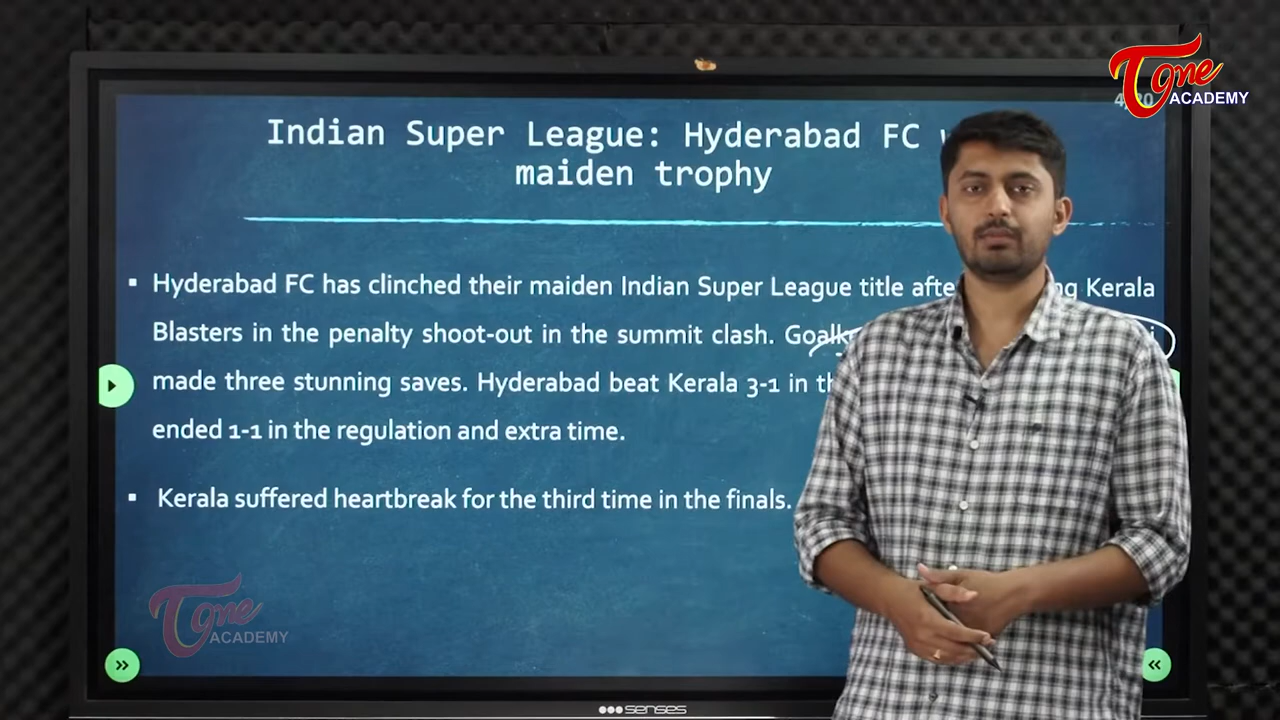 Tone
ACADEMY
Indian Super League: Hyderabad FC
maiden trophy
▪ Hyderabad FC has clinched their maiden Indian Super League title Kerala
Blasters in the penalty shoot-out in the summit clash.
made three stunning saves. Hyderabad beat Kerala 3-1 in
ended 1-1 in the regulation and extra time.
▪ Kerala suffered heartbreak for the third time in the finals.
Tone
ACADEMY
senses